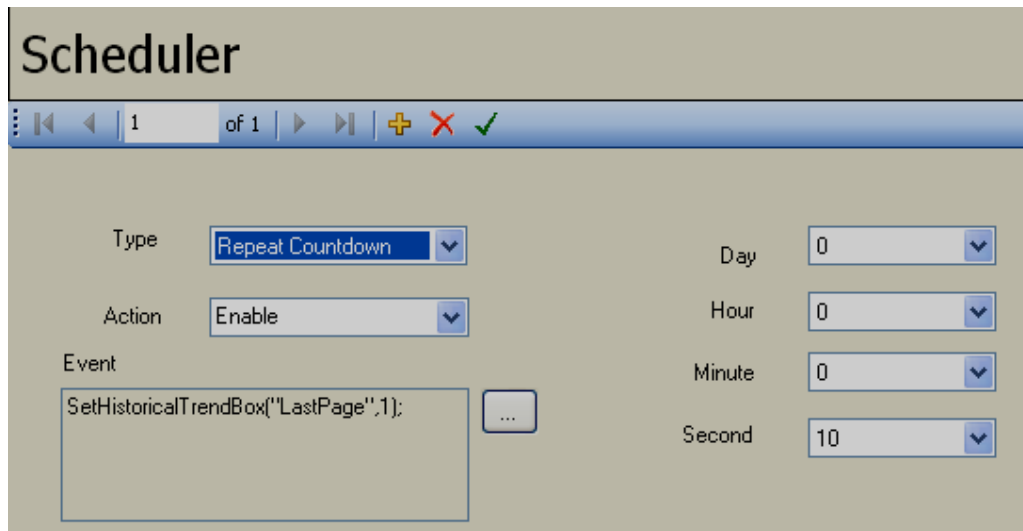 Scheduler
1 of 1
Type Repeat Countdown
Day 0
Action Enable
Hour 0
Event
Minute 0
SetHistoricalTrendBox("LastPage",1);
...
Second 10